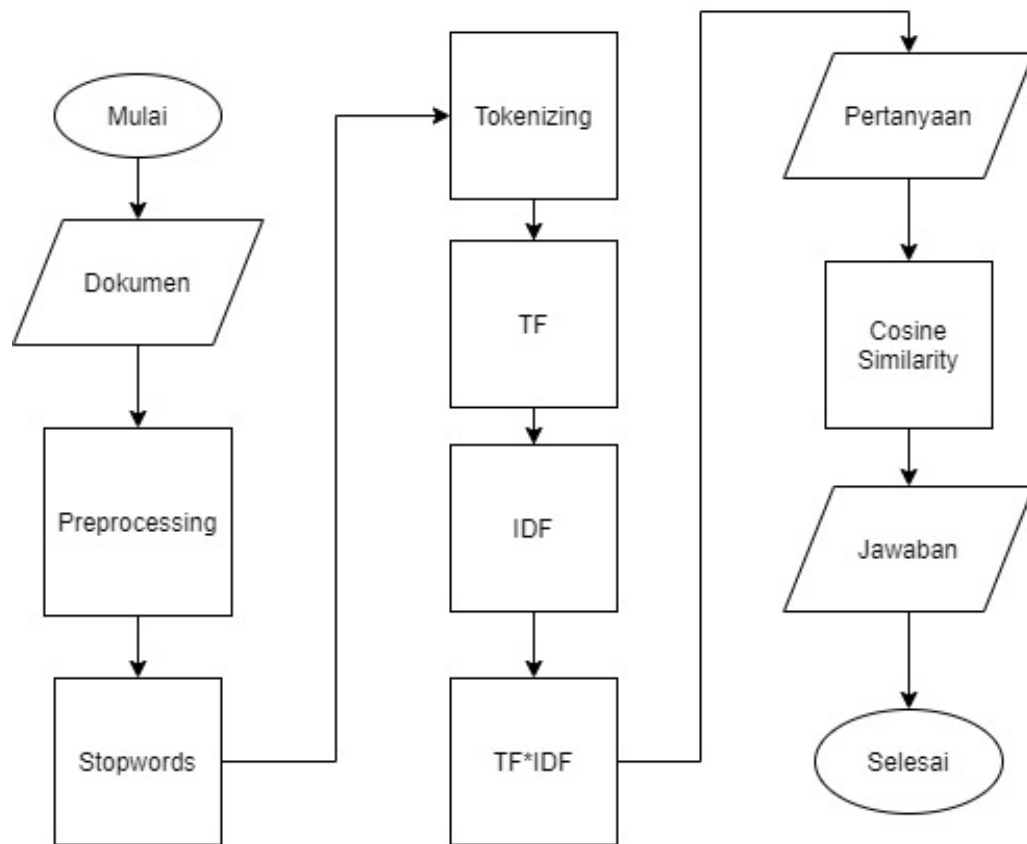 Mulai
Dokumen
Preprocessing
Stopwords
Tokenizing
TF
IDF
TF*IDF
Pertanyaan
Cosine
Similarity
Jawaban
Selesai